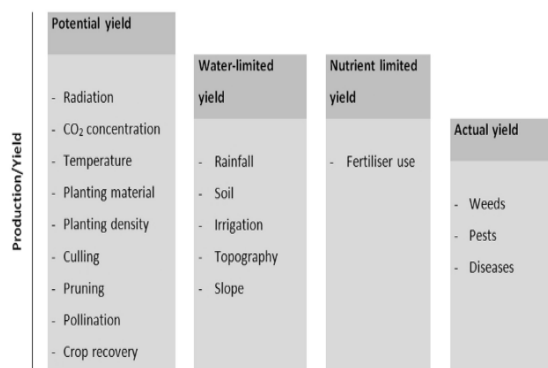 Production/Yield
Potential yield
- Radiation
- CO₂ concentration
- Temperature
- Planting material
- Planting density
- Culling
- Pruning
- Pollination
- Crop recovery
Water-limited
yield
- Rainfall
- Soil
- Irrigation
- Topography
- Slope
Nutrient limited
yield
- Fertiliser use
Actual yield
- Weeds
- Pests
- Diseases